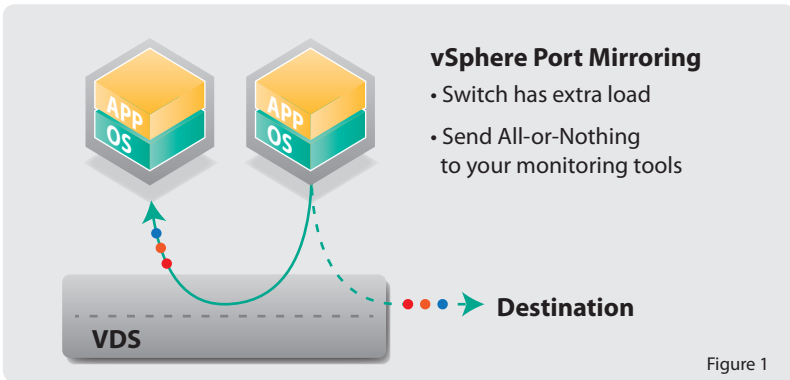 vSphere Port Mirroring
• Switch has extra load
• Send All-or-Nothing
to your monitoring tools
APP
OS
APP
OS
Destination
VDS
Figure 1